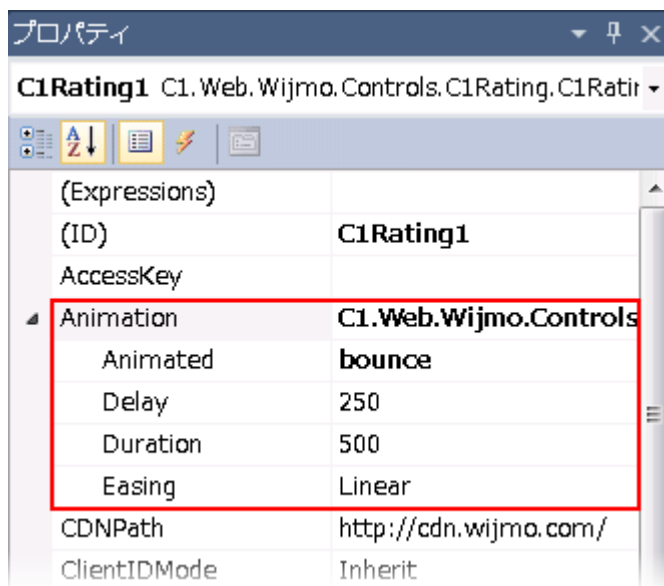 プロパティ
C1Rating1 C1.Web.Wijmo.Controls.C1Rating.C1Ratin
(Expressions)
(ID) C1Rating1
AccessKey
Animation C1.Web.Wijmo.Controls
Animated bounce
Delay 250
Duration 500
Easing Linear
CDNPath http://cdn.wijmo.com/
ClientIDMode Inherit